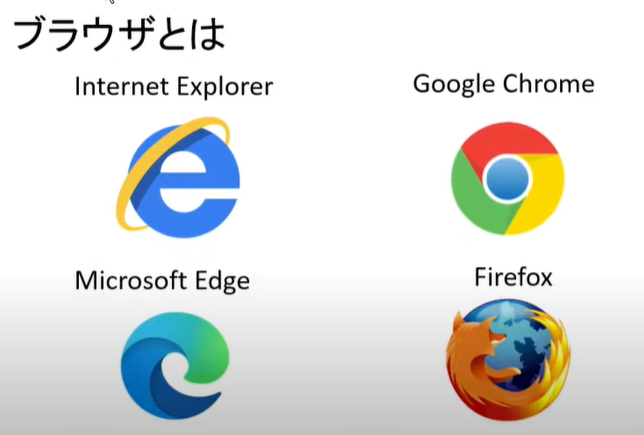 ブラウザとは
Internet Explorer
Google Chrome
Microsoft Edge
Firefox